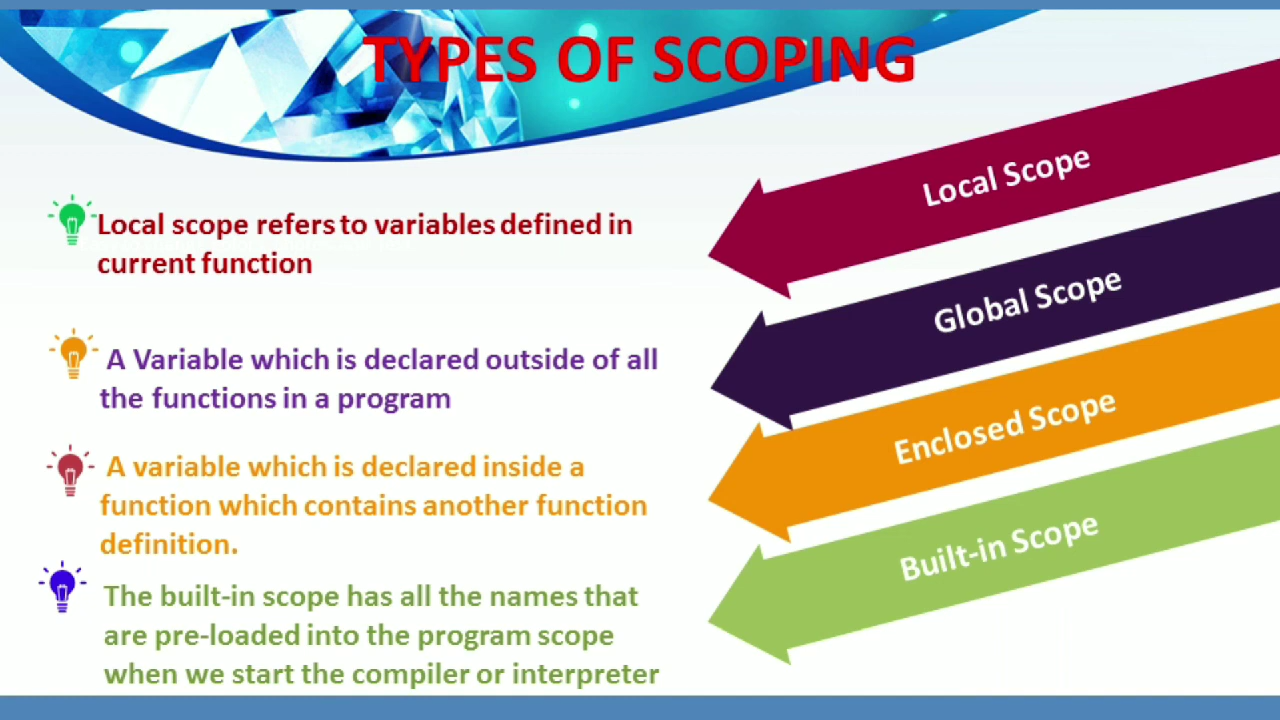 TYPES OF SCOPING
Local Scope
Local scope refers to variables defined in
current function
Global Scope
A Variable which is declared outside of all
the functions in a program
Enclosed Scope
A variable which is declared inside a
function which contains another function
definition.
Built-in Scope
The built-in scope has all the names that
are pre-loaded into the program scope
when we start the compiler or interpreter